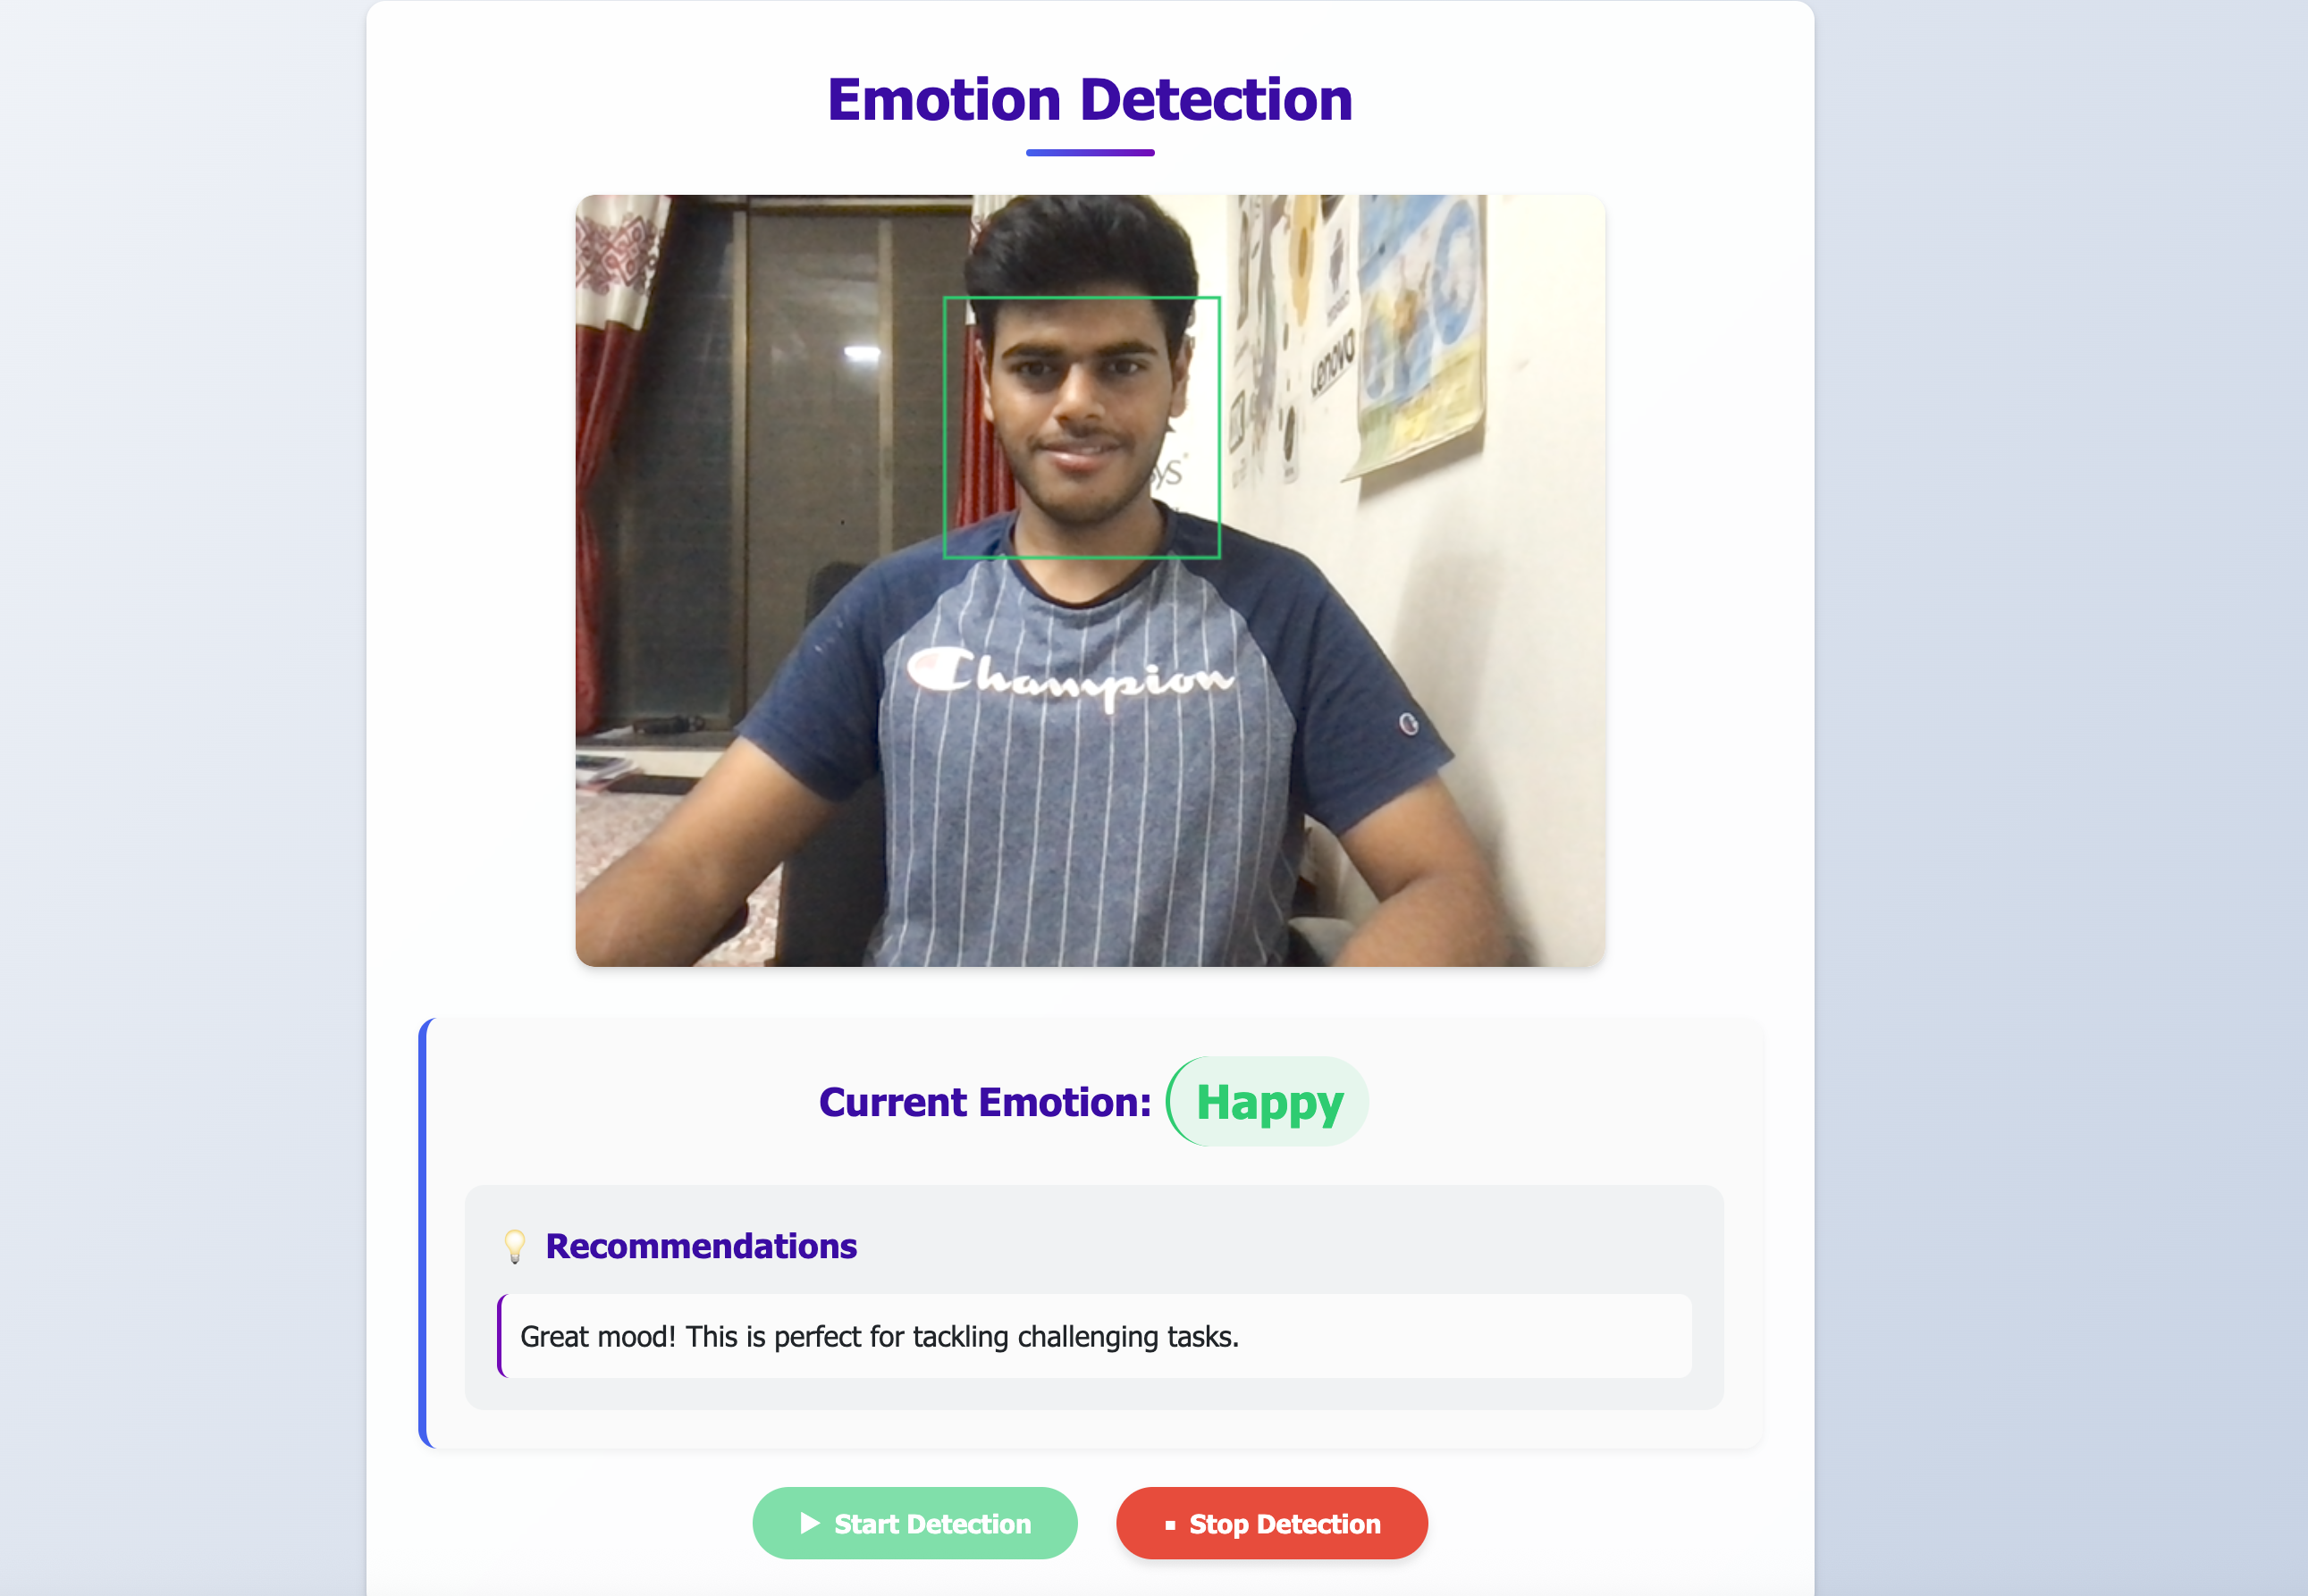 Emotion Detection
Lenovo
sys
Champion
Current Emotion: Happy
Recommendations
Great mood! This is perfect for tackling challenging tasks.
Start Detection
Stop Detection